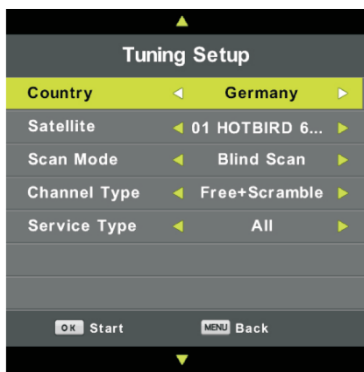 Tuning Setup
Country Germany
Satellite 01 HOTBIRD 6...
Scan Mode Blind Scan
Channel Type Free+Scramble
Service Type All
OK Start MENU Back